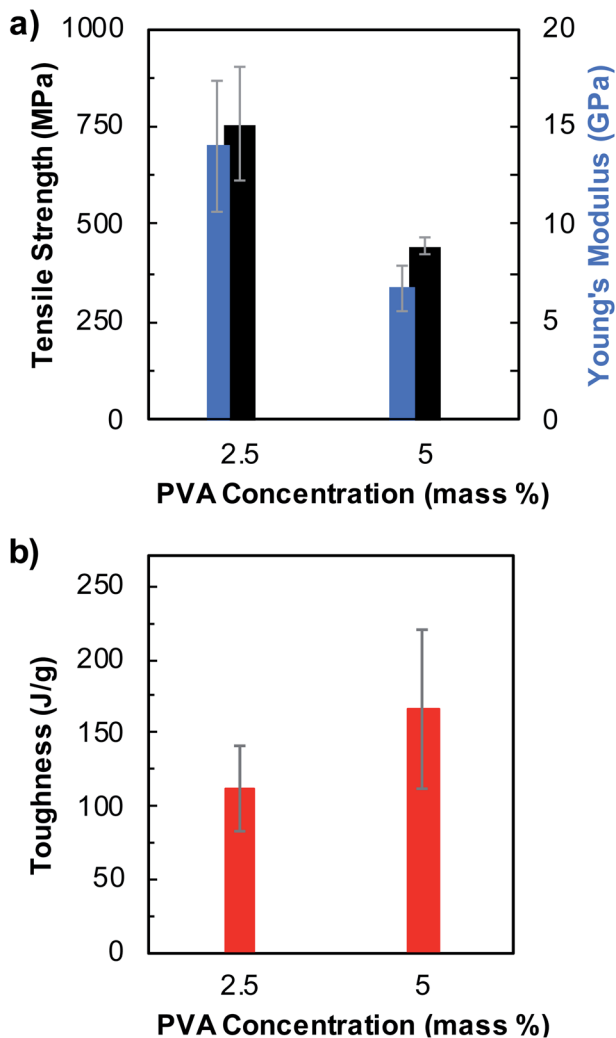 a)
Tensile Strength (MPa)
1000
750
500
250
0
20
15
10
5
0
Young's Modulus (GPa)
2.5 5
PVA Concentration (mass %)
b)
Toughness (J/g)
250
200
150
100
50
0
2.5 5
PVA Concentration (mass %)